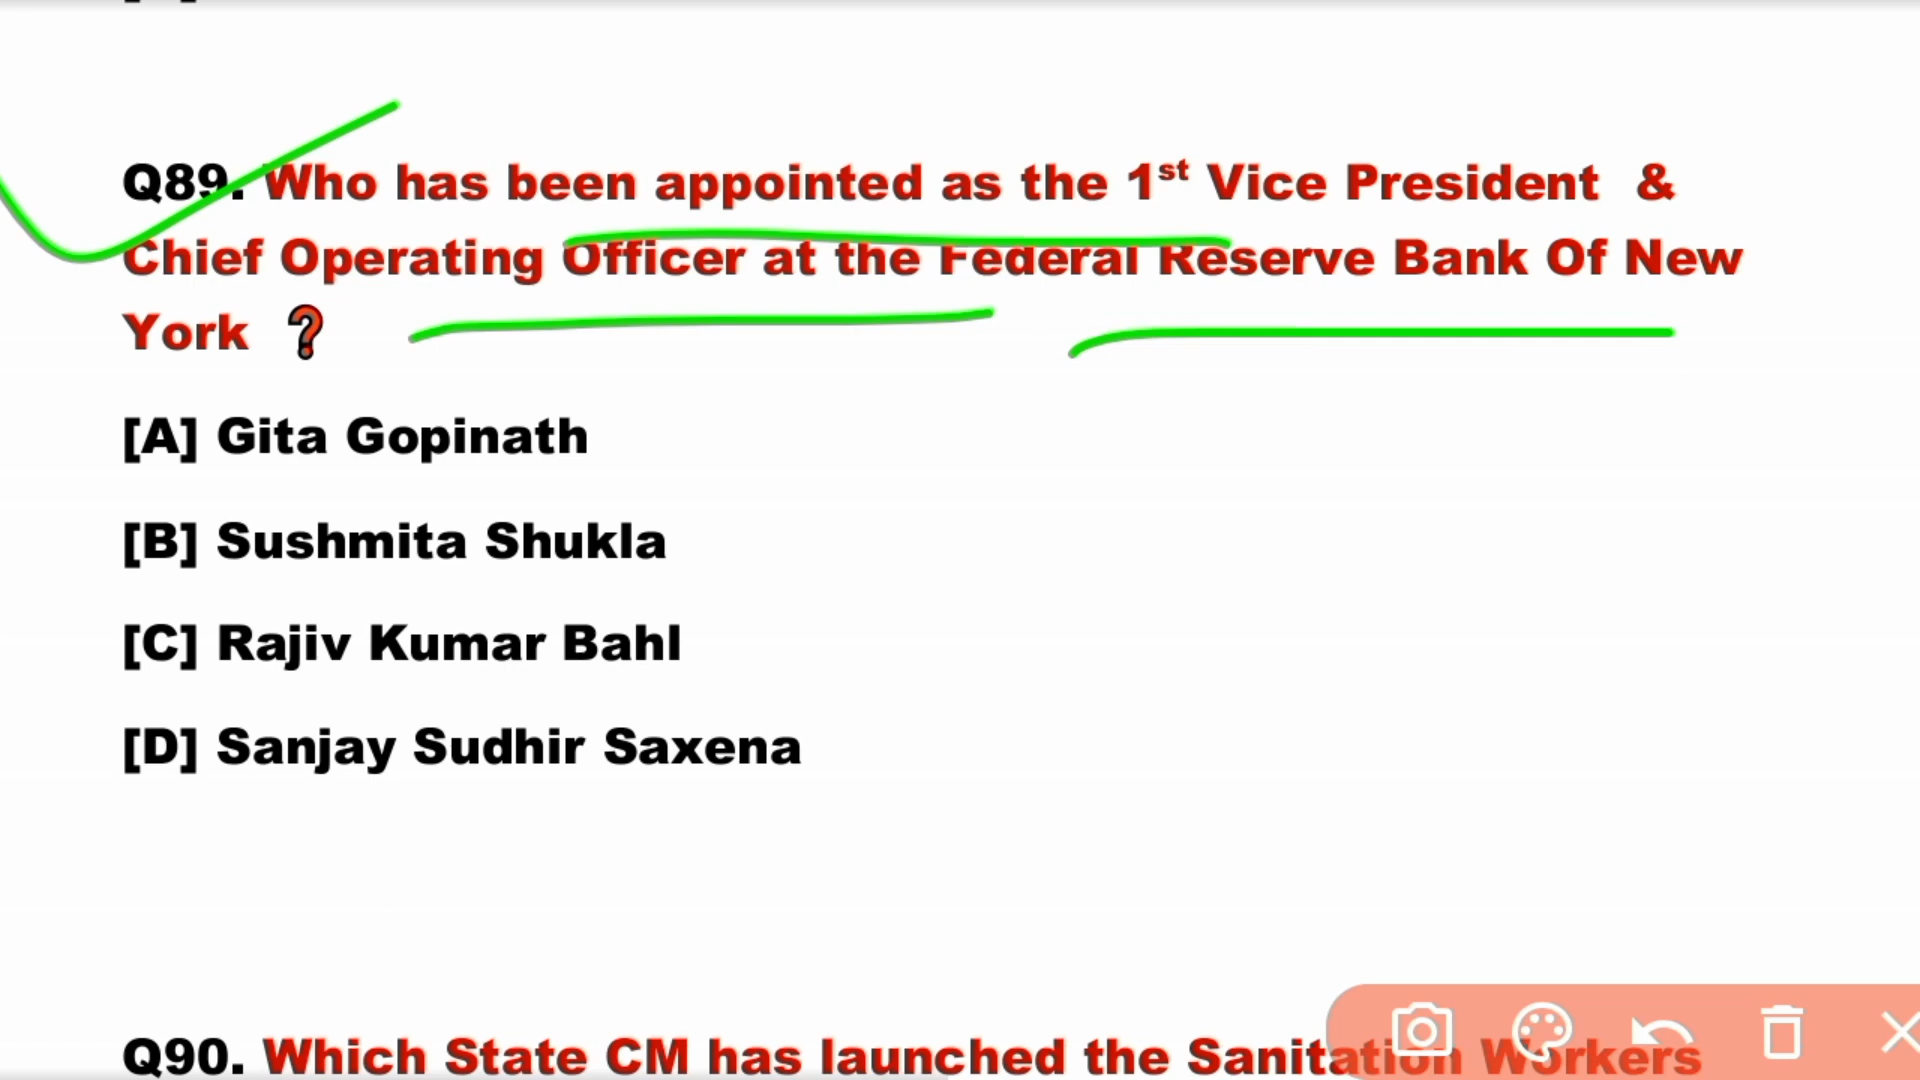 Q89. Who has been appointed as the 1st Vice President &
Chief Operating Officer at the Federal Reserve Bank Of New
York ?
[A] Gita Gopinath
[B] Sushmita Shukla
[C] Rajiv Kumar Bahl
[D] Sanjay Sudhir Saxena
Q90. Which State CM has launched the Sanitation Workers